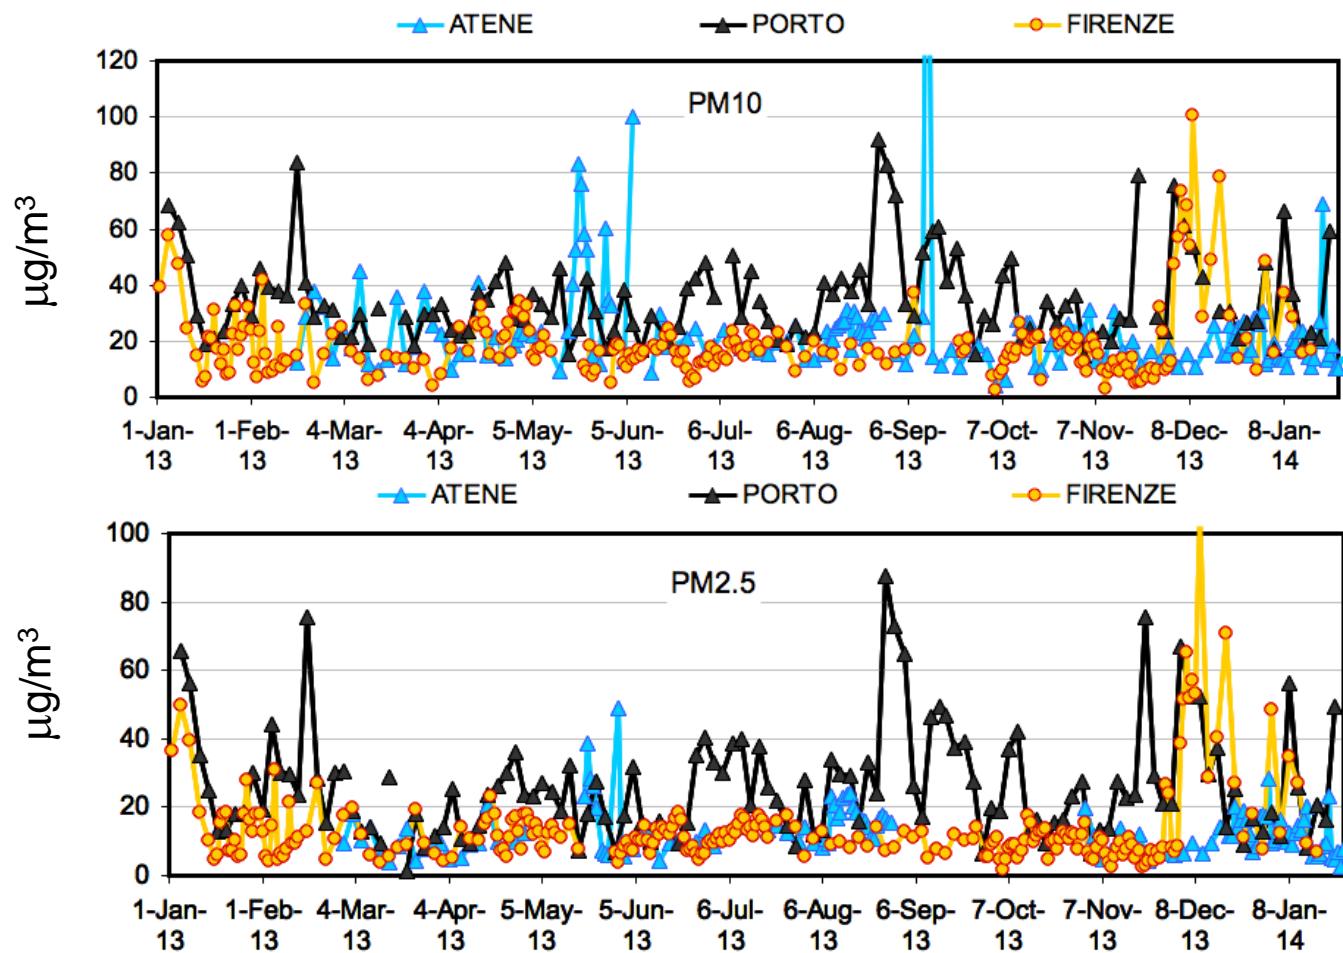 ATENE PORTO FIRENZE
120
PM10
100
80
60
40
20
0
µg/m³
1-Jan- 1-Feb- 4-Mar- 4-Apr- 5-May- 5-Jun- 6-Jul- 6-Aug- 6-Sep- 7-Oct- 7-Nov- 8-Dec- 8-Jan-
13 13 13 13 13 13 13 13 13 13 13 13 14
ATENE PORTO FIRENZE
100
PM2.5
80
60
40
20
0
µg/m³
1-Jan- 1-Feb- 4-Mar- 4-Apr- 5-May- 5-Jun- 6-Jul- 6-Aug- 6-Sep- 7-Oct- 7-Nov- 8-Dec- 8-Jan-
13 13 13 13 13 13 13 13 13 13 13 13 14